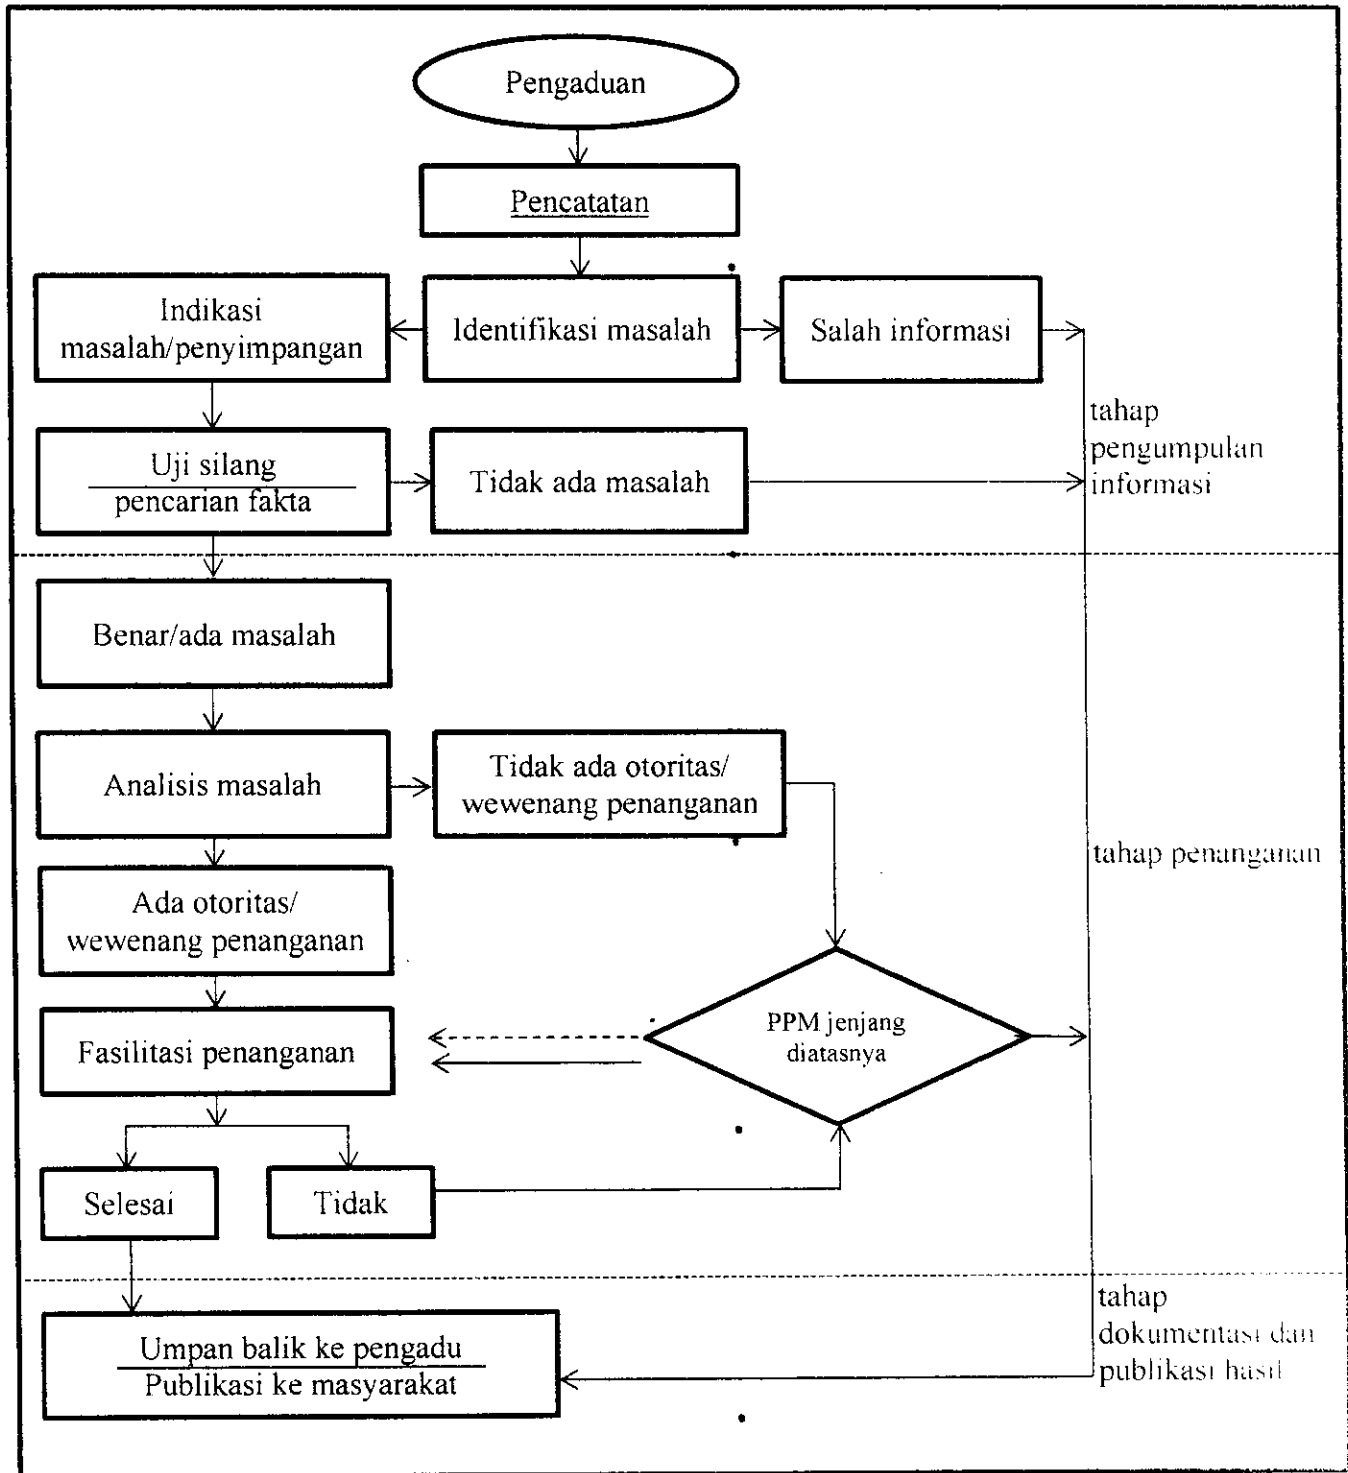 Pengaduan
Pencatatan
Indikasi
masalah/penyimpangan
Identifikasi masalah
Salah informasi
tahap
pengumpulan
informasi
Uji silang
pencarian fakta
Tidak ada masalah
Benar/ada masalah
Analisis masalah
Tidak ada otoritas/
wewenang penanganan
tahap penanganan
Ada otoritas/
wewenang penanganan
PPM jenjang
diatasnya
Fasilitasi penanganan
Selesai
Tidak
tahap
dokumentasi dan
publikasi hasil
Umpan balik ke pengadu
Publikasi ke masyarakat